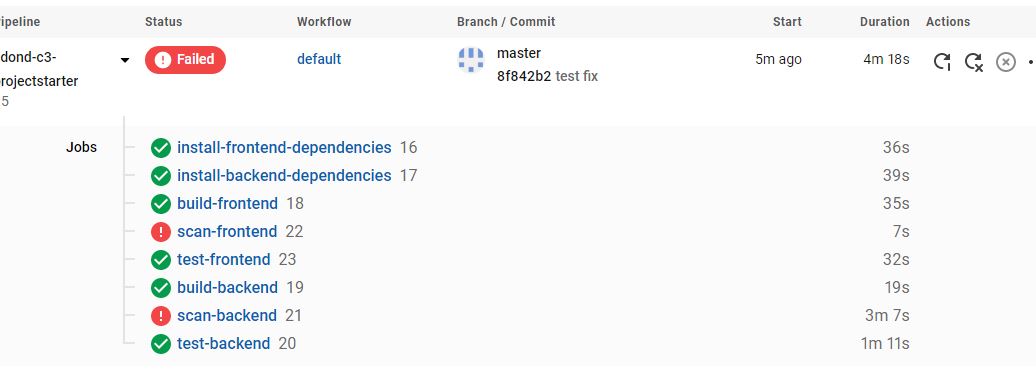 ipeline Status Workflow Branch / Commit Start Duration Actions
dond-c3- Failed default master 5m ago 4m 18s
rojectstarter 8f842b2 test fix
5
Jobs install-frontend-dependencies 16 36s
install-backend-dependencies 17 39s
build-frontend 18 35s
scan-frontend 22 7s
test-frontend 23 32s
build-backend 19 19s
scan-backend 21 3m 7s
test-backend 20 1m 11s